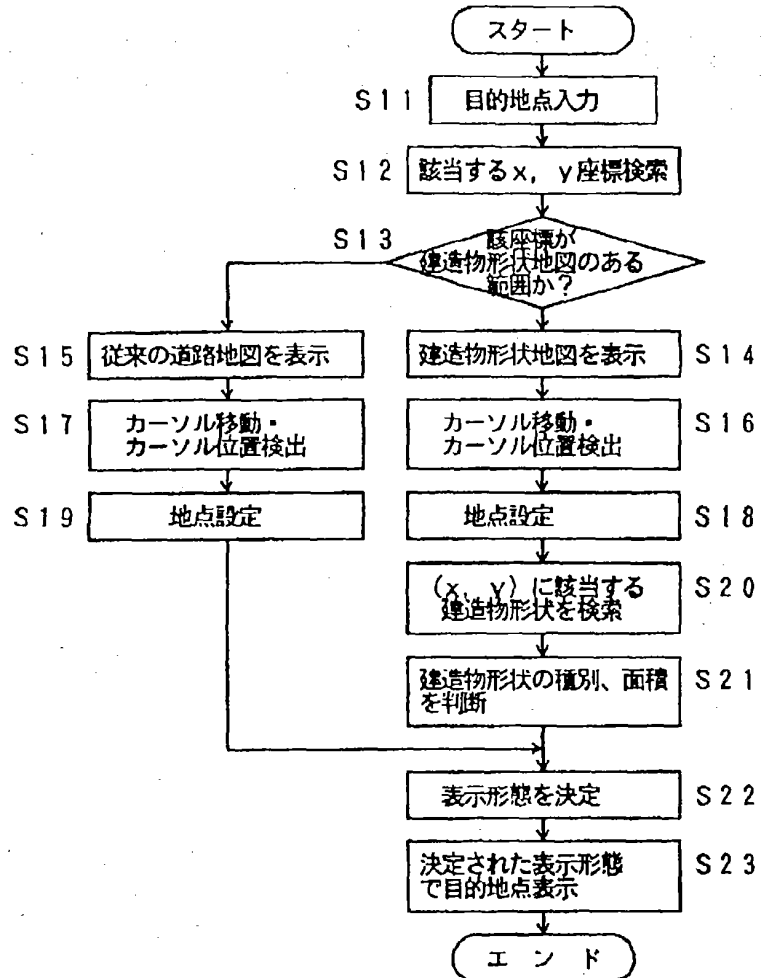 スタート
S11
目的地点入力
S12
該当するx, y座標検索
S13
該座標が
建造物形状地図のある
範囲か?
S15
従来の道路地図を表示
建造物形状地図を表示
S14
S17
カーソル移動・
カーソル位置検出
カーソル移動・
カーソル位置検出
S16
S19
地点設定
地点設定
S18
(x, y)に該当する
建造物形状を検索
S20
建造物形状の種別、面積
を判断
S21
表示形態を決定
S22
決定された表示形態
で目的地点表示
S23
エンド